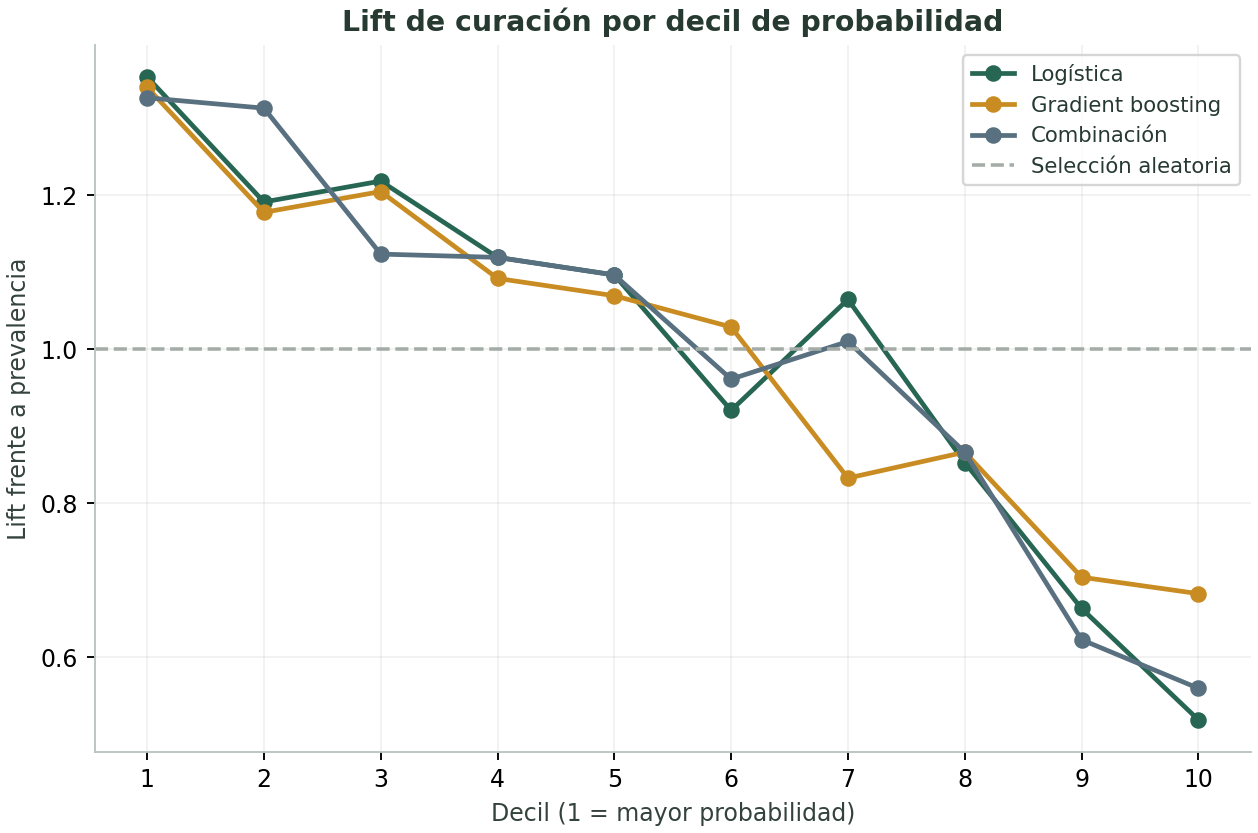 Lift de curación por decil de probabilidad
Logística
Gradient boosting
Combinación
Selección aleatoria
Lift frente a prevalencia
1.2
1.0
0.8
0.6
1 2 3 4 5 6 7 8 9 10
Decil (1 = mayor probabilidad)